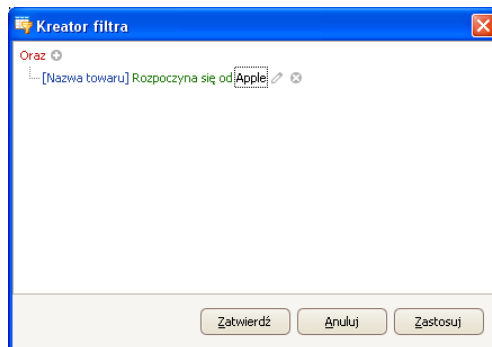 Kreator filtra
Oraz
[Nazwa towaru] Rozpoczyna się od Apple
Zatwierdź Anuluj Zastosuj